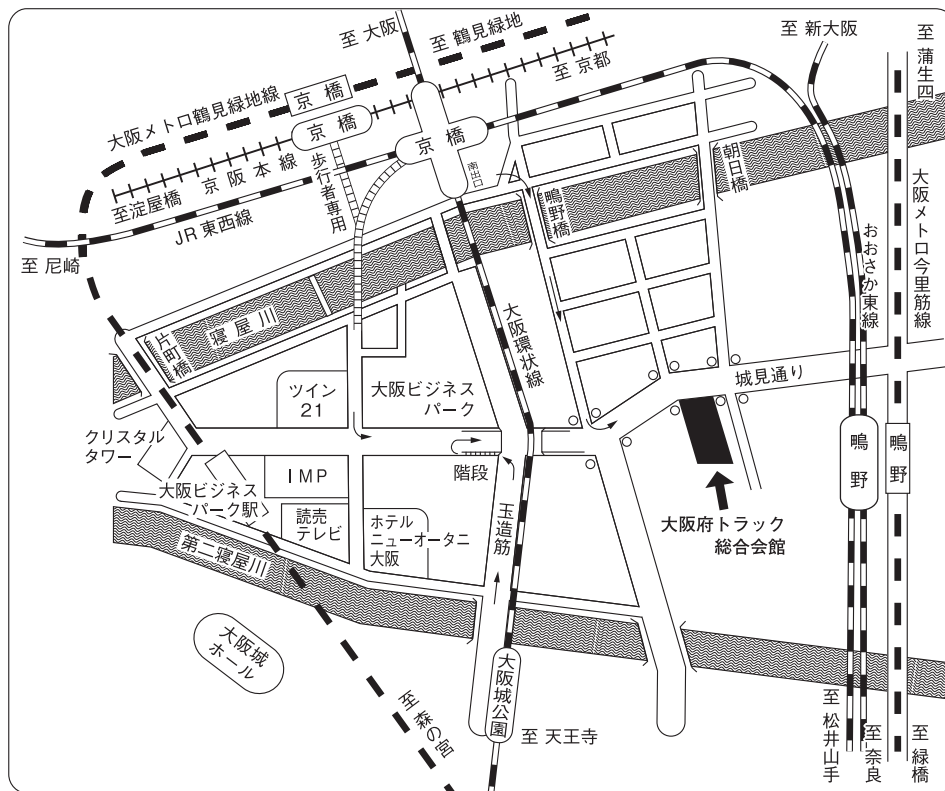 至 大阪
至 鶴見緑地
至 新大阪
至 蒲生四
至 京都
大阪メトロ鶴見緑地線
京橋
京橋
京橋
京阪本線
至淀屋橋
歩行者専用
JR東西線
至 尼崎
南出口
鴫野橋
朝日橋
大阪メトロ今里筋線
おおさか東線
片町橋
寝屋川
大阪環状線
城見通り
ツイン
21
大阪ビジネス
パーク
クリスタル
タワー
階段
IMP
大阪ビジネス
パーク駅
読売
テレビ
ホテル
ニューオータニ
大阪
玉造筋
大阪府トラック
総合会館
鴫野
鴫野
第二寝屋川
大阪城
ホール
大阪城公園
至 森の宮
至 天王寺
至 松井山手
至 奈良
至 緑橋